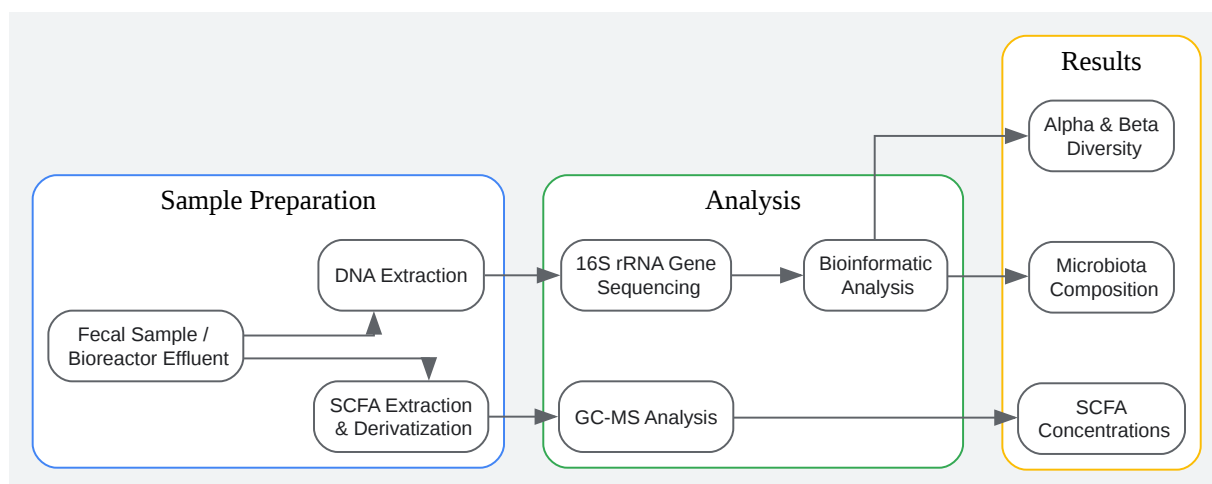 Sample Preparation
Fecal Sample /
Bioreactor Effluent
DNA Extraction
SCFA Extraction
& Derivatization
Analysis
16S rRNA Gene
Sequencing
Bioinformatic
Analysis
GC-MS Analysis
Results
Alpha & Beta
Diversity
Microbiota
Composition
SCFA
Concentrations